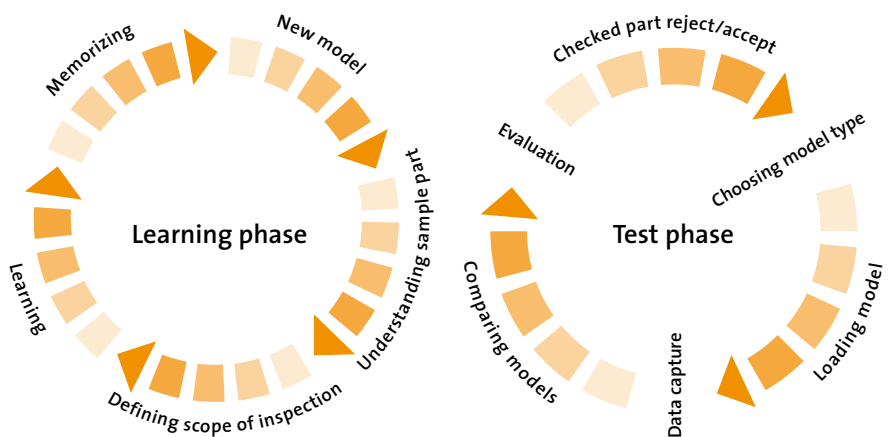 New model
Understanding sample part
Defining scope of inspection
Learning
Memorizing
Learning phase
Checked part reject/accept
Choosing model type
Loading model
Data capture
Comparing models
Evaluation
Test phase